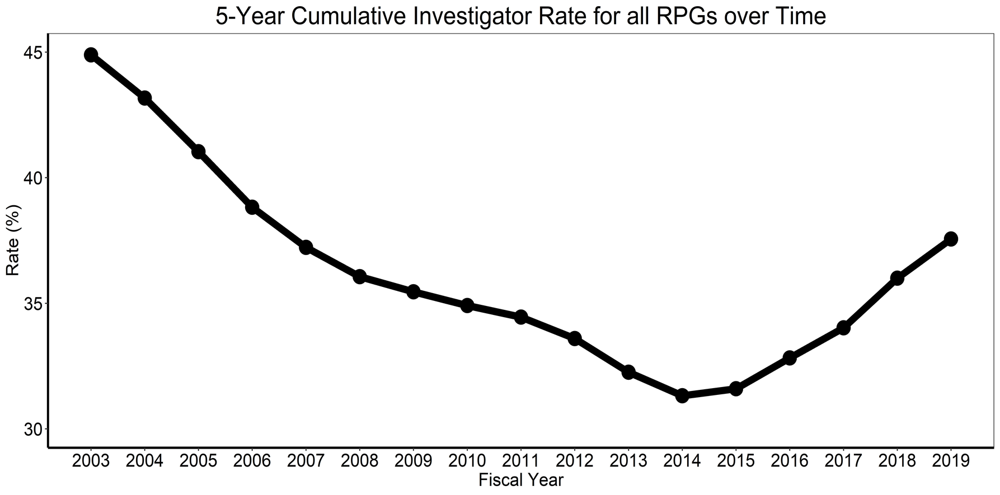 5-Year Cumulative Investigator Rate for all RPGs over Time
45
40
35
30
Rate (%)
2003 2004 2005 2006 2007 2008 2009 2010 2011 2012 2013 2014 2015 2016 2017 2018 2019
Fiscal Year